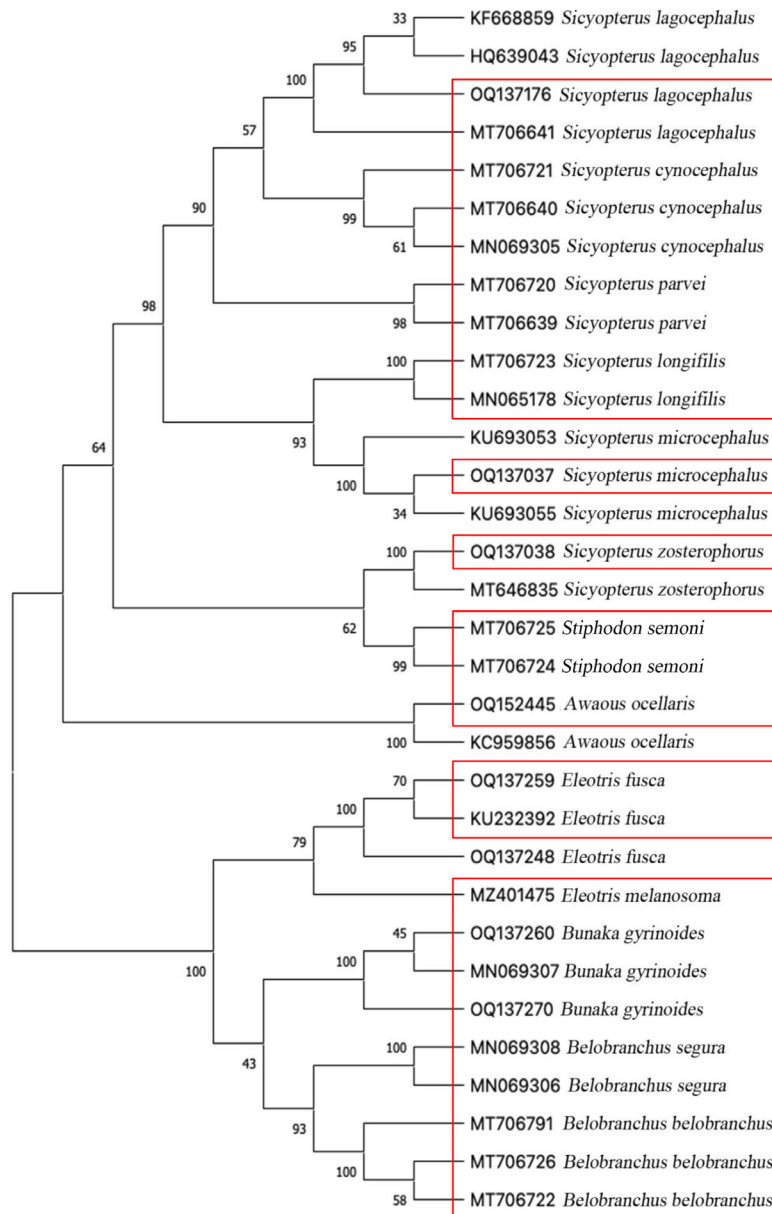 33 KF668859 Sicyopterus lagocephalus
95 HQ639043 Sicyopterus lagocephalus
100 OQ137176 Sicyopterus lagocephalus
57 MT706641 Sicyopterus lagocephalus
MT706721 Sicyopterus cynocephalus
90 99 MT706640 Sicyopterus cynocephalus
61 MN069305 Sicyopterus cynocephalus
MT706720 Sicyopterus parvei
98 98 MT706639 Sicyopterus parvei
100 MT706723 Sicyopterus longifilis
MN065178 Sicyopterus longifilis
64 93 KU693053 Sicyopterus microcephalus
100 OQ137037 Sicyopterus microcephalus
34 KU693055 Sicyopterus microcephalus
100 OQ137038 Sicyopterus zosterophorus
MT646835 Sicyopterus zosterophorus
62 MT706725 Stiphodon semoni
99 MT706724 Stiphodon semoni
OQ152445 Awaous ocellaris
100 KC959856 Awaous ocellaris
70 OQ137259 Eleotris fusca
100 KU232392 Eleotris fusca
79 OQ137248 Eleotris fusca
MZ401475 Eleotris melanosoma
45 OQ137260 Bunaka gyrinoides
100 100 MN069307 Bunaka gyrinoides
OQ137270 Bunaka gyrinoides
43 100 MN069308 Belobranchus segura
MN069306 Belobranchus segura
93 MT706791 Belobranchus belobranchus
100 MT706726 Belobranchus belobranchus
58 MT706722 Belobranchus belobranchus